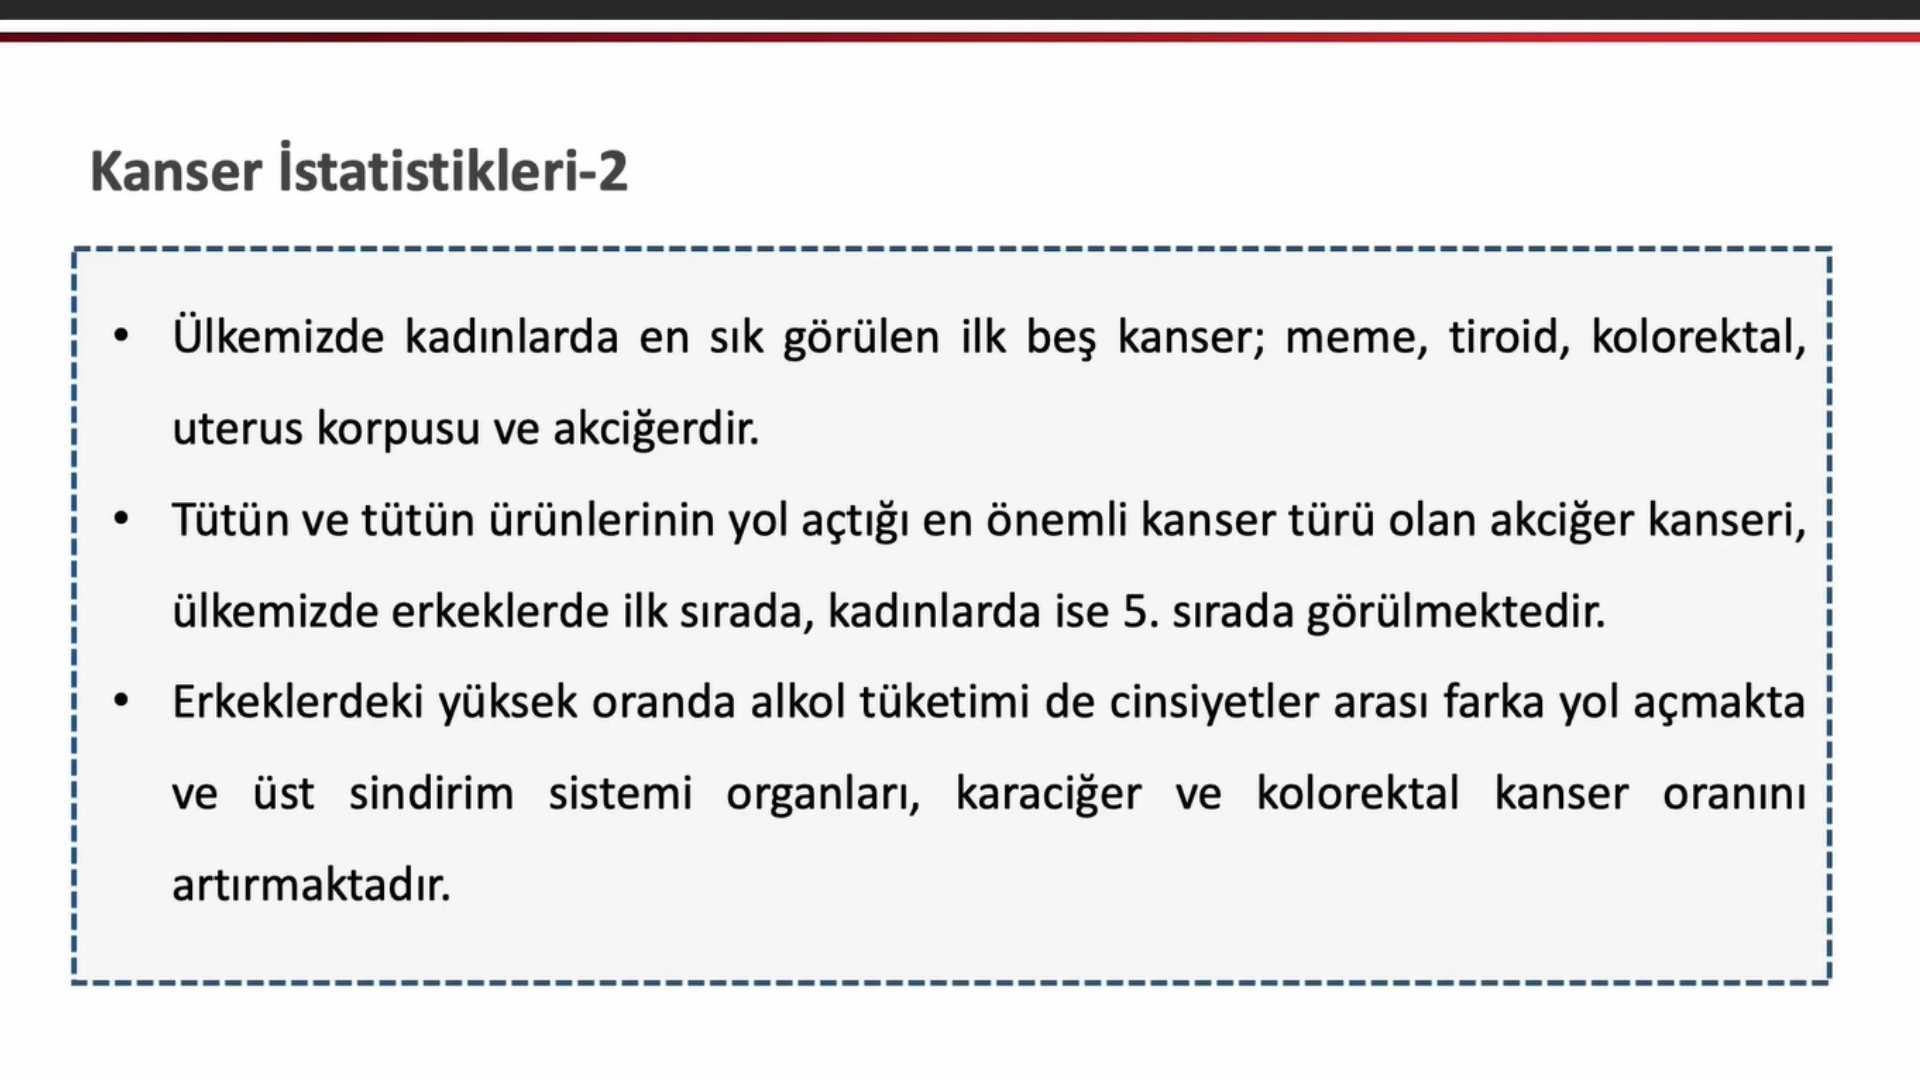 Kanser İstatistikleri-2
• Ülkemizde kadınlarda en sık görülen ilk beş kanser; meme, tiroid, kolorektal,
uterus korpusu ve akciğerdir.
• Tütün ve tütün ürünlerinin yol açtığı en önemli kanser türü olan akciğer kanseri,
ülkemizde erkeklerde ilk sırada, kadınlarda ise 5. sırada görülmektedir.
• Erkeklerdeki yüksek oranda alkol tüketimi de cinsiyetler arası farka yol açmakta
ve üst sindirim sistemi organları, karaciğer ve kolorektal kanser oranını
artırmaktadır.